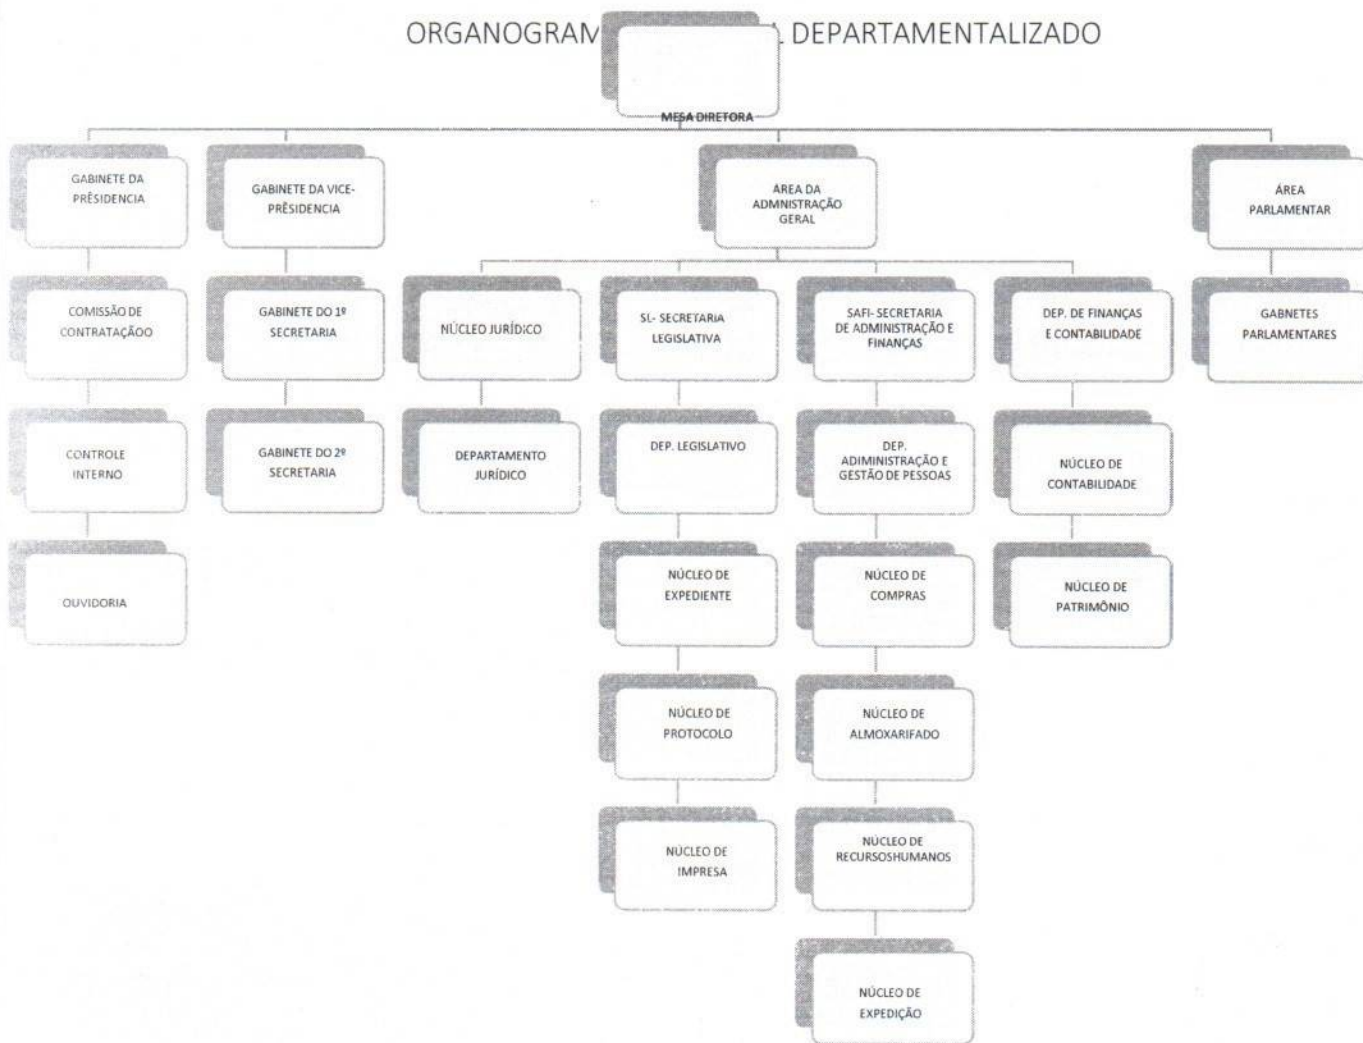 ORGANOGRAM L DEPARTAMENTALIZADO
MESA DIRETORA
GABINETE DA
PRÊSIDENCIA
GABINETE DA VICE-
PRÊSIDENCIA
ÁREA DA
ADMNISTRAÇÃO
GERAL
ÁREA
PARLAMENTAR
COMISSÃO DE
CONTRATAÇÃOO
GABINETE DO 1º
SECRETARIA
NÚCLEO JURÍDICO
SL- SECRETARIA
LEGISLATIVA
SAFI- SECRETARIA
DE ADMINISTRAÇÃO E
FINANÇAS
DEP. DE FINANÇAS
E CONTABILIDADE
GABNETES
PARLAMENTARES
CONTROLE
INTERNO
GABINETE DO 2º
SECRETARIA
DEPARTAMENTO
JURÍDICO
DEP. LEGISLATIVO
DEP.
ADIMINISTRAÇÃO E
GESTÃO DE PESSOAS
NÚCLEO DE
CONTABILIDADE
OUVIDORIA
NÚCLEO DE
EXPEDIENTE
NÚCLEO DE
COMPRAS
NÚCLEO DE
PATRIMÔNIO
NÚCLEO DE
PROTOCOLO
NÚCLEO DE
ALMOXARIFADO
NÚCLEO DE
IMPRESA
NÚCLEO DE
RECURSOSHUMANOS
NÚCLEO DE
EXPEDIÇÃO